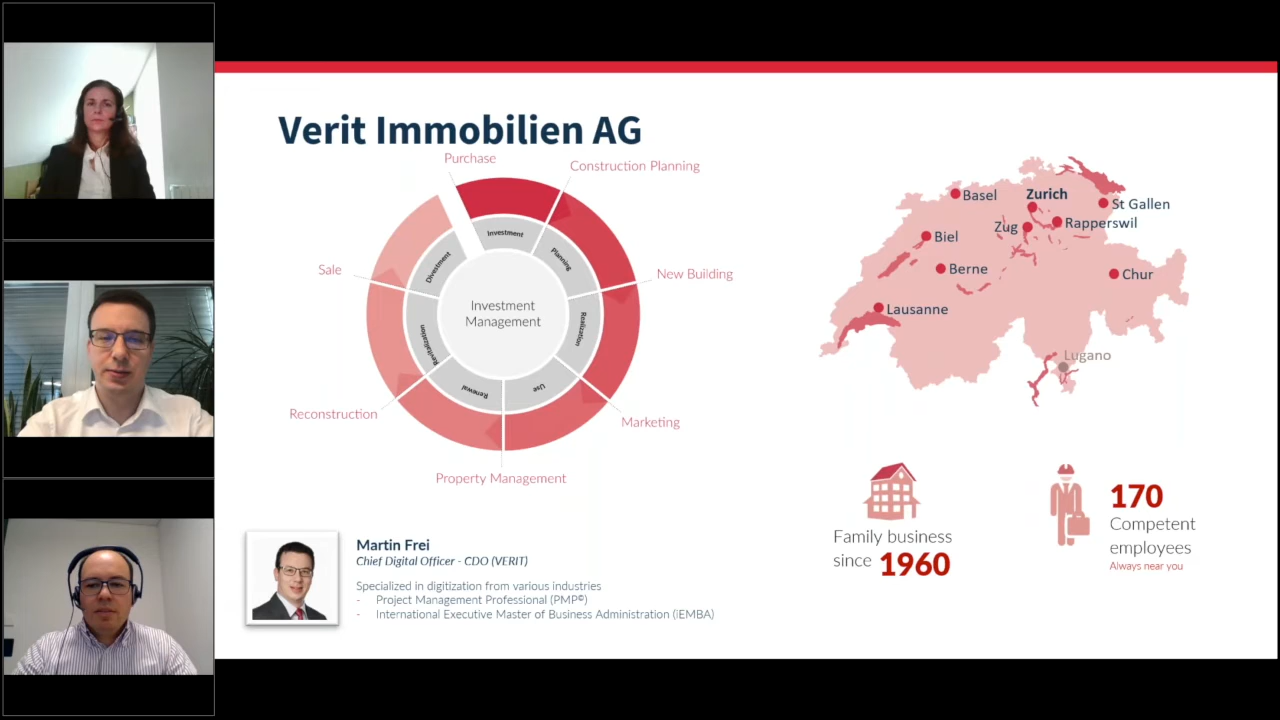 Verit Immobilien AG
Purchase
Construction Planning
New Building
Marketing
Property Management
Reconstruction
Sale
Investment
Planning
Realization
Use
Renewal
Revitalization
Divestment
Investment
Management
Basel
Zurich
St Gallen
Zug
Rapperswil
Biel
Berne
Chur
Lausanne
Lugano
Family business
since 1960
170
Competent
employees
Always near you
Martin Frei
Chief Digital Officer - CDO (VERIT)
Specialized in digitization from various industries
- Project Management Professional (PMP©)
- International Executive Master of Business Administration (iEMBA)